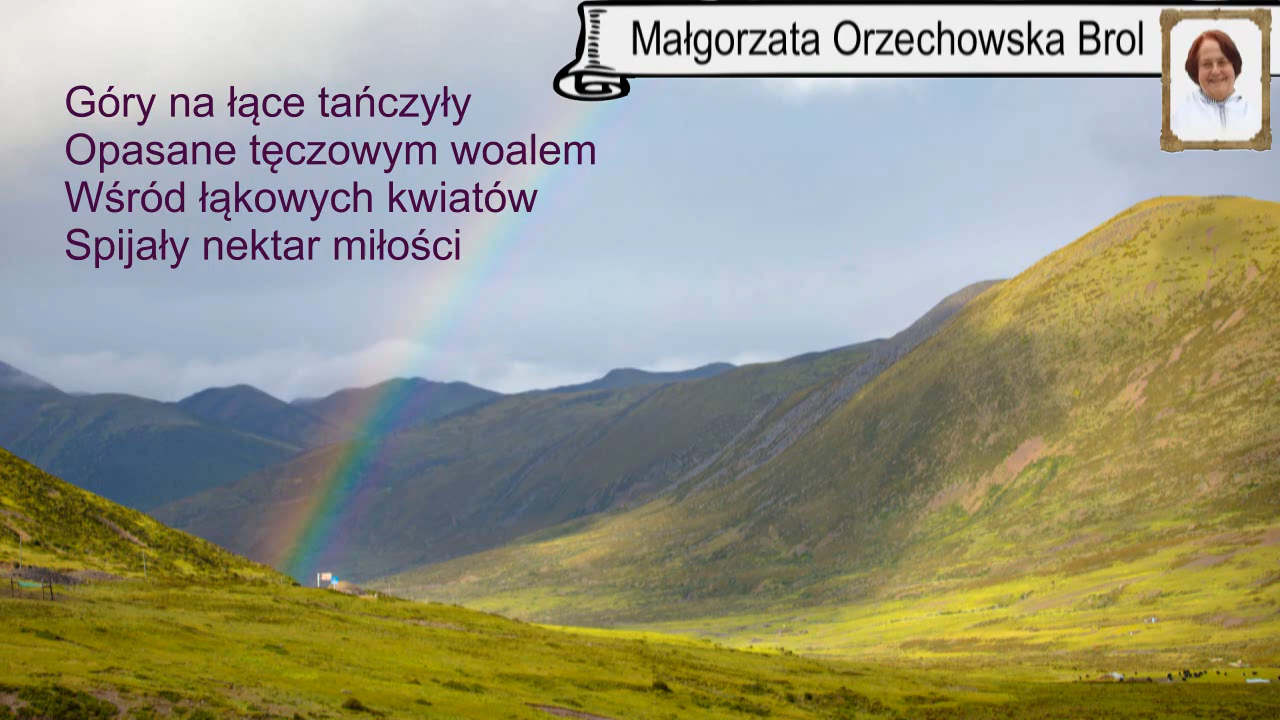 Małgorzata Orzechowska Brol
Góry na łące tańczyły
Opasane tęczowym woalem
Wśród łąkowych kwiatów
Spijały nektar miłości